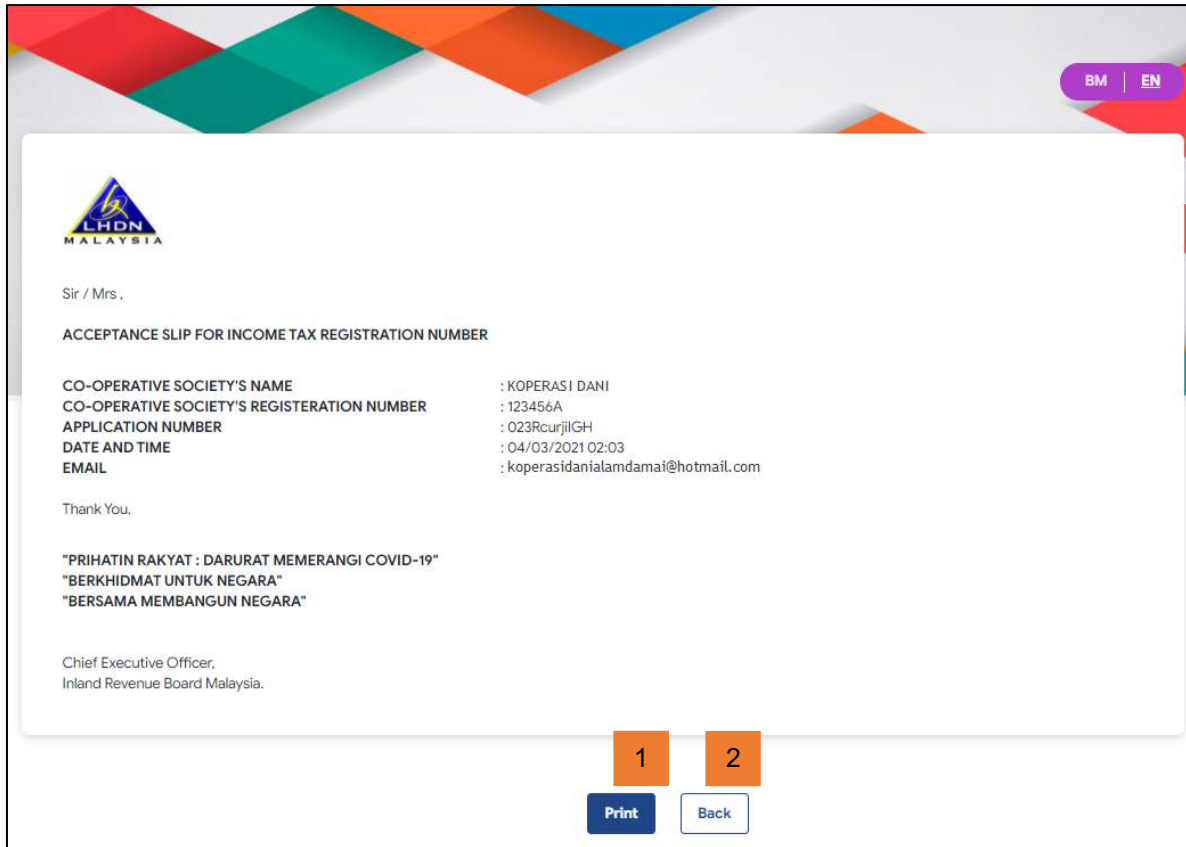 BM | EN
LHDN
MALAYSIA
Sir / Mrs ,
ACCEPTANCE SLIP FOR INCOME TAX REGISTRATION NUMBER
CO-OPERATIVE SOCIETY'S NAME : KOPERASI DANI
CO-OPERATIVE SOCIETY'S REGISTERATION NUMBER : 123456A
APPLICATION NUMBER : 023RcurjiIGH
DATE AND TIME : 04/03/2021 02:03
EMAIL : koperasidanialamdamai@hotmail.com
Thank You.
"PRIHATIN RAKYAT : DARURAT MEMERANGI COVID-19"
"BERKHIDMAT UNTUK NEGARA"
"BERSAMA MEMBANGUN NEGARA"
Chief Executive Officer,
Inland Revenue Board Malaysia.
1 2
Print Back